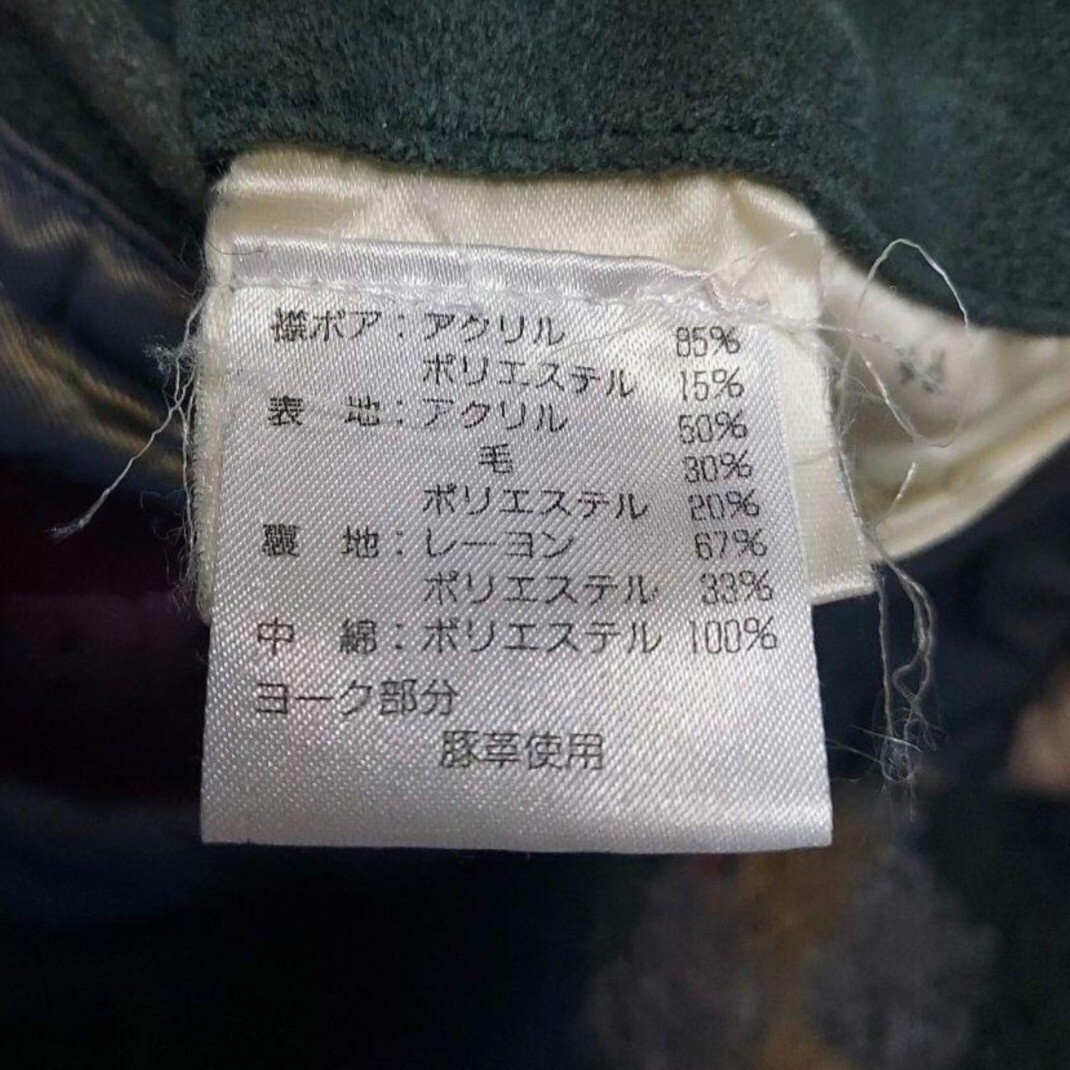 襟ボア：アクリル 85%
ポリエステル 15%
表　地：アクリル 50%
毛 30%
ポリエステル 20%
裏　地：レーヨン 67%
ポリエステル 33%
中　綿：ポリエステル 100%
ヨーク部分
豚革使用